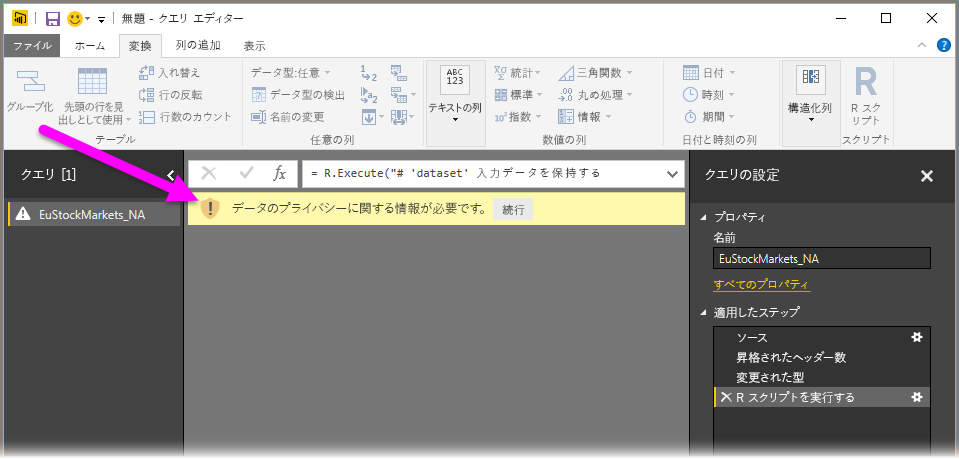 無題 - クエリ エディター
ファイル ホーム 変換 列の追加 表示
グループ化
先頭の行を見
出しとして使用
入れ替え
行の反転
行数のカウント
テーブル
データ型:任意
データ型の検出
名前の変更
1
2
1
2
a
2
任意の列
ABC
123
テキストの列
統計
標準
10² 指数
三角関数
.00
.0
丸め処理
情報
数値の列
日付
時刻
期間
日付と時刻の列
構造化列
R
R スク
リプト
スクリプト
クエリ [1]
EuStockMarkets_NA
fx
= R.Execute("# 'dataset' 入力データを保持する
データのプライバシーに関する情報が必要です。 続行
クエリの設定
プロパティ
名前
EuStockMarkets_NA
すべてのプロパティ
適用したステップ
ソース
昇格されたヘッダー数
変更された型
R スクリプトを実行する